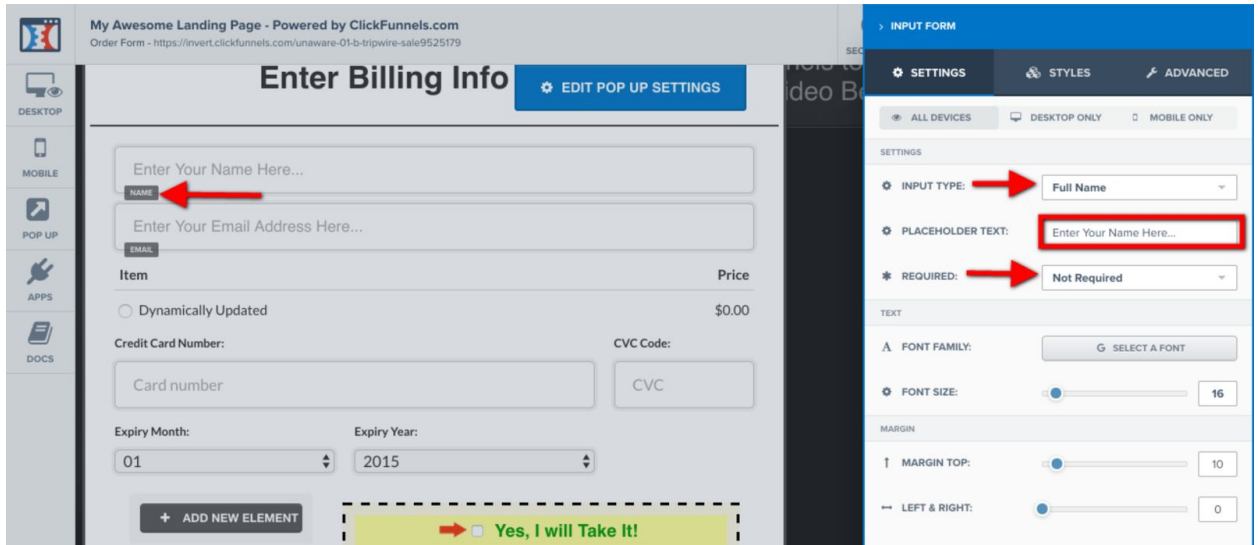 My Awesome Landing Page - Powered by ClickFunnels.com
Order Form - https://invert.clickfunnels.com/unaware-01-b-tripwire-sale9525179
SEC
DESKTOP
MOBILE
POP UP
APPS
DOCS
Enter Billing Info
EDIT POP UP SETTINGS
ideo Bo
Enter Your Name Here...
NAME
Enter Your Email Address Here...
EMAIL
Item Price
Dynamically Updated $0.00
Credit Card Number: CVC Code:
Card number CVC
Expiry Month: Expiry Year:
01 2015
+ ADD NEW ELEMENT
Yes, I will Take It!
> INPUT FORM
SETTINGS STYLES ADVANCED
ALL DEVICES DESKTOP ONLY MOBILE ONLY
SETTINGS
INPUT TYPE: Full Name
PLACEHOLDER TEXT: Enter Your Name Here...
REQUIRED: Not Required
TEXT
FONT FAMILY: G SELECT A FONT
FONT SIZE: 16
MARGIN
MARGIN TOP: 10
LEFT & RIGHT: 0